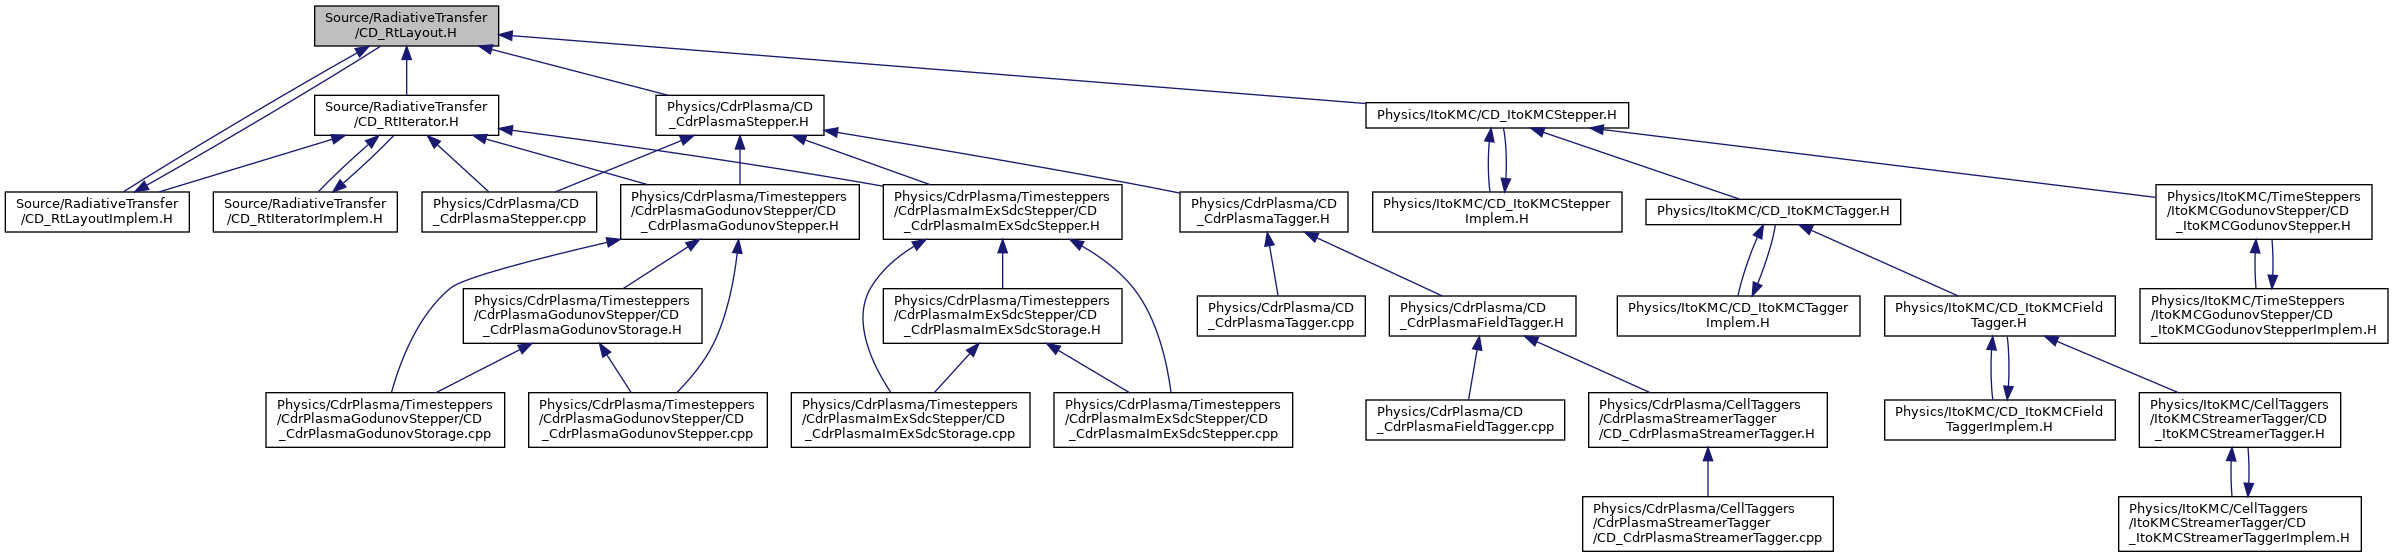 Source/RadiativeTransfer
/CD_RtLayout.H
Source/RadiativeTransfer
/CD_RtIterator.H
Physics/CdrPlasma/CD
_CdrPlasmaStepper.H
Physics/ItoKMC/CD_ItoKMCStepper.H
Source/RadiativeTransfer
/CD_RtLayoutImplem.H
Source/RadiativeTransfer
/CD_RtIteratorImplem.H
Physics/CdrPlasma/CD
_CdrPlasmaStepper.cpp
Physics/CdrPlasma/Timesteppers
/CdrPlasmaGodunovStepper/CD
_CdrPlasmaGodunovStepper.H
Physics/CdrPlasma/Timesteppers
/CdrPlasmaImExSdcStepper/CD
_CdrPlasmaImExSdcStepper.H
Physics/CdrPlasma/CD
_CdrPlasmaTagger.H
Physics/ItoKMC/CD_ItoKMCStepper
Implem.H
Physics/ItoKMC/CD_ItoKMCTagger.H
Physics/ItoKMC/TimeSteppers
/ItoKMCGodunovStepper/CD
_ItoKMCGodunovStepper.H
Physics/CdrPlasma/Timesteppers
/CdrPlasmaGodunovStepper/CD
_CdrPlasmaGodunovStorage.H
Physics/CdrPlasma/Timesteppers
/CdrPlasmaImExSdcStepper/CD
_CdrPlasmaImExSdcStorage.H
Physics/CdrPlasma/CD
_CdrPlasmaTagger.cpp
Physics/CdrPlasma/CD
_CdrPlasmaFieldTagger.H
Physics/ItoKMC/CD_ItoKMCTagger
Implem.H
Physics/ItoKMC/CD_ItoKMCField
Tagger.H
Physics/ItoKMC/TimeSteppers
/ItoKMCGodunovStepper/CD
_ItoKMCGodunovStepperImplem.H
Physics/CdrPlasma/Timesteppers
/CdrPlasmaGodunovStepper/CD
_CdrPlasmaGodunovStorage.cpp
Physics/CdrPlasma/Timesteppers
/CdrPlasmaGodunovStepper/CD
_CdrPlasmaGodunovStepper.cpp
Physics/CdrPlasma/Timesteppers
/CdrPlasmaImExSdcStepper/CD
_CdrPlasmaImExSdcStorage.cpp
Physics/CdrPlasma/Timesteppers
/CdrPlasmaImExSdcStepper/CD
_CdrPlasmaImExSdcStepper.cpp
Physics/CdrPlasma/CD
_CdrPlasmaFieldTagger.cpp
Physics/CdrPlasma/CellTaggers
/CdrPlasmaStreamerTagger
/CD_CdrPlasmaStreamerTagger.H
Physics/ItoKMC/CD_ItoKMCField
TaggerImplem.H
Physics/ItoKMC/CellTaggers
/ItoKMCStreamerTagger/CD
_ItoKMCStreamerTagger.H
Physics/CdrPlasma/CellTaggers
/CdrPlasmaStreamerTagger
/CD_CdrPlasmaStreamerTagger.cpp
Physics/ItoKMC/CellTaggers
/ItoKMCStreamerTagger/CD
_ItoKMCStreamerTaggerImplem.H